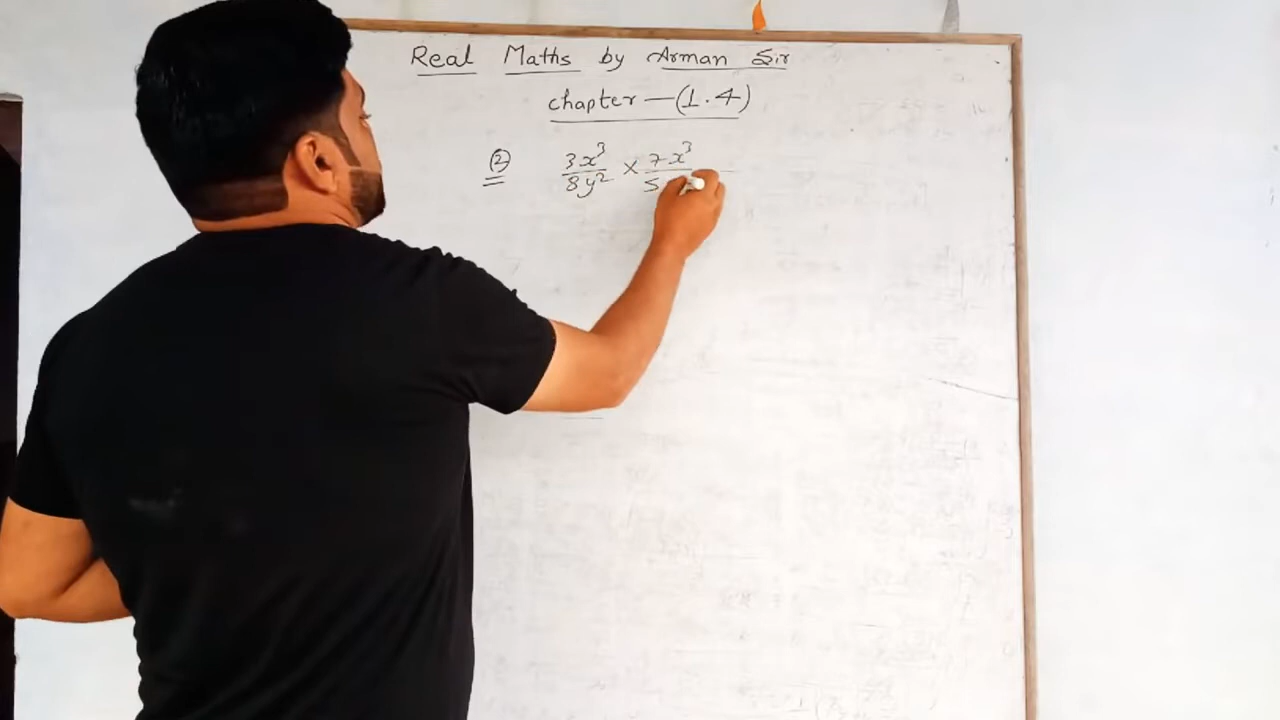 Real Maths by Arman Sir
chapter — (1.4)
② 3x³/8y² × 7x³/5